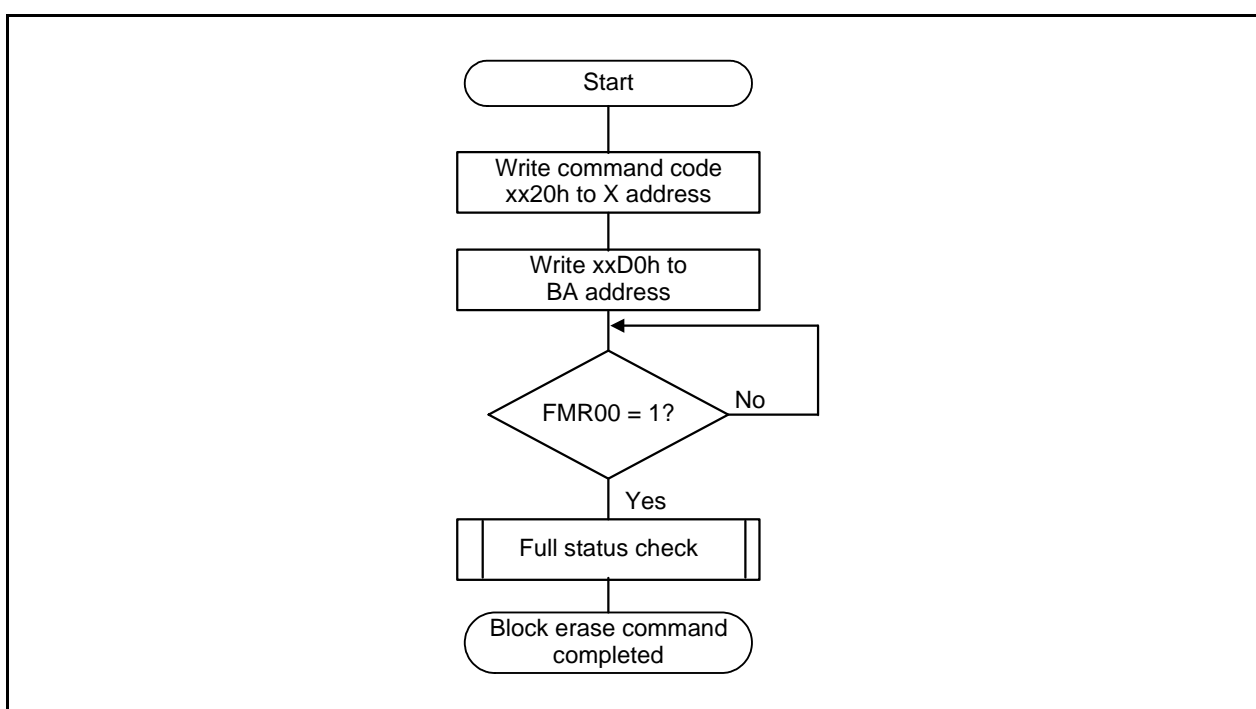 Start
Write command code
xx20h to X address
Write xxD0h to
BA address
FMR00 = 1?
No
Yes
Full status check
Block erase command
completed